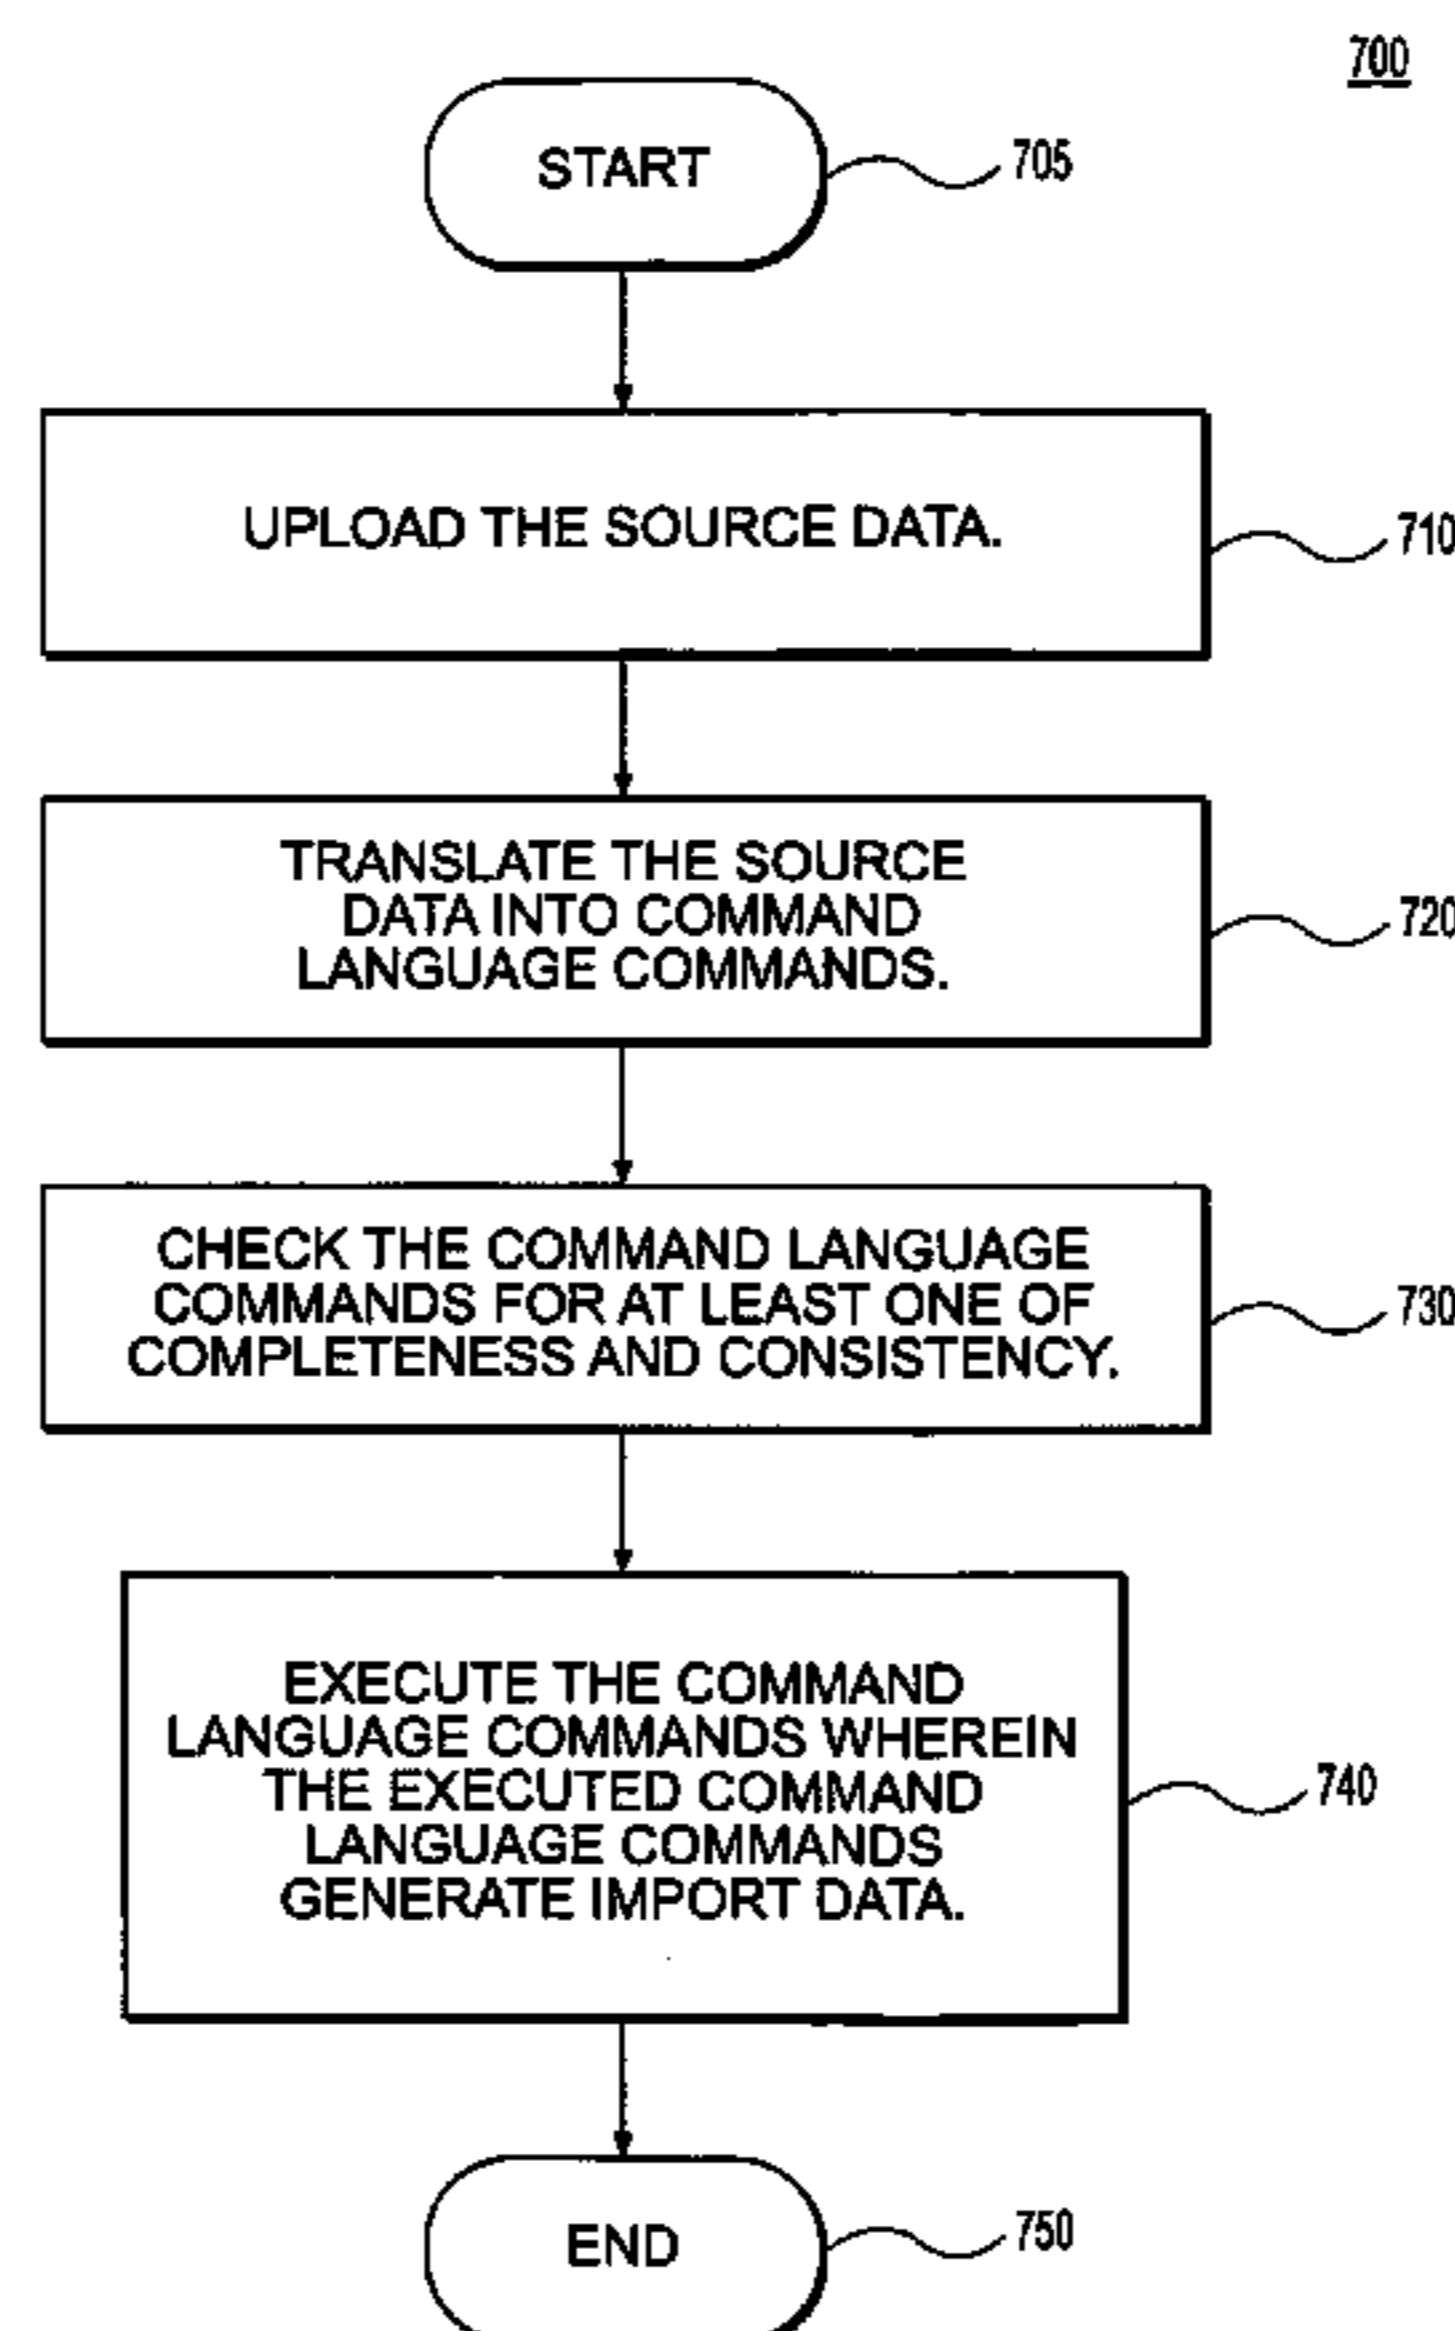 700
START
705
UPLOAD THE SOURCE DATA.
710
TRANSLATE THE SOURCE
DATA INTO COMMAND
LANGUAGE COMMANDS.
720
CHECK THE COMMAND LANGUAGE
COMMANDS FOR AT LEAST ONE OF
COMPLETENESS AND CONSISTENCY.
730
EXECUTE THE COMMAND
LANGUAGE COMMANDS WHEREIN
THE EXECUTED COMMAND
LANGUAGE COMMANDS
GENERATE IMPORT DATA.
740
END
750